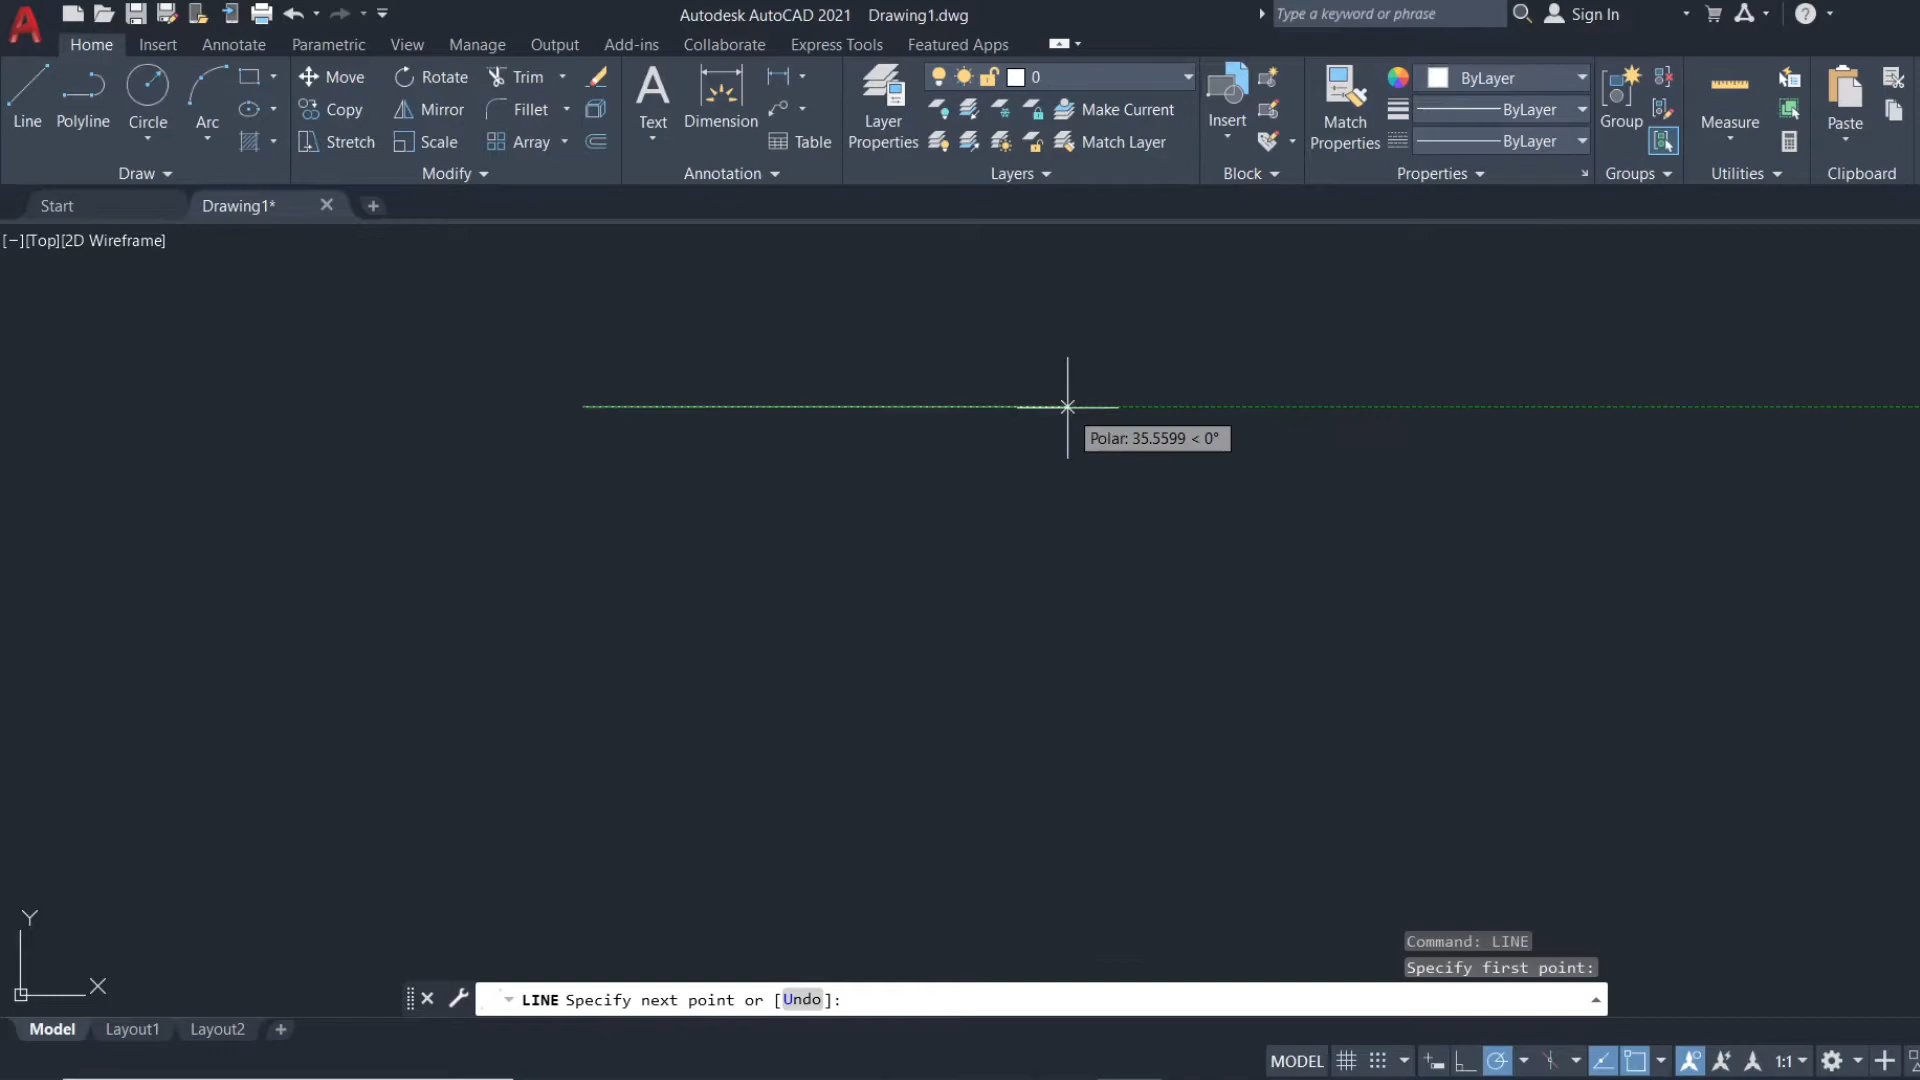 Autodesk AutoCAD 2021 Drawing1.dwg
Type a keyword or phrase
Sign In
Home Insert Annotate Parametric View Manage Output Add-ins Collaborate Express Tools Featured Apps
Line Polyline Circle Arc
Draw
Move Rotate Trim
Copy Mirror Fillet
Stretch Scale Array
Modify
Text Dimension Table
Annotation
Layer Properties
0
Make Current
Match Layer
Layers
Insert
Block
Match Properties
ByLayer
ByLayer
ByLayer
Properties
Group
Groups
Measure
Utilities
Paste
Clipboard
Start Drawing1*
[−][Top][2D Wireframe]
Polar: 35.5599 < 0°
Y
X
Command: LINE
Specify first point:
LINE Specify next point or [Undo]:
Model Layout1 Layout2
MODEL 1:1